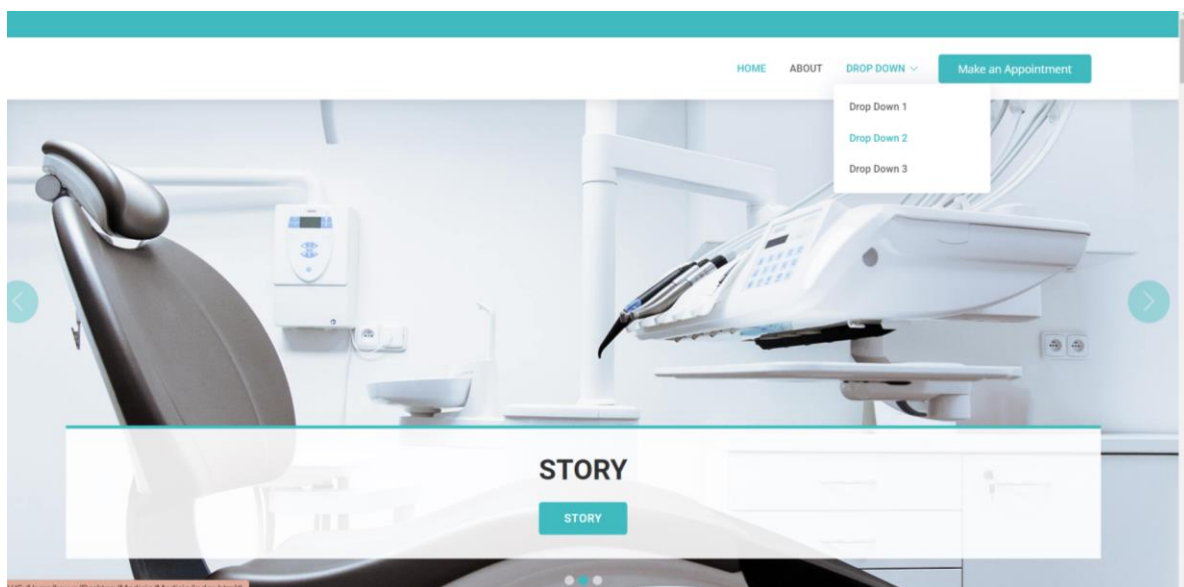 HOME ABOUT DROP DOWN Make an Appointment
Drop Down 1
Drop Down 2
Drop Down 3
STORY
STORY